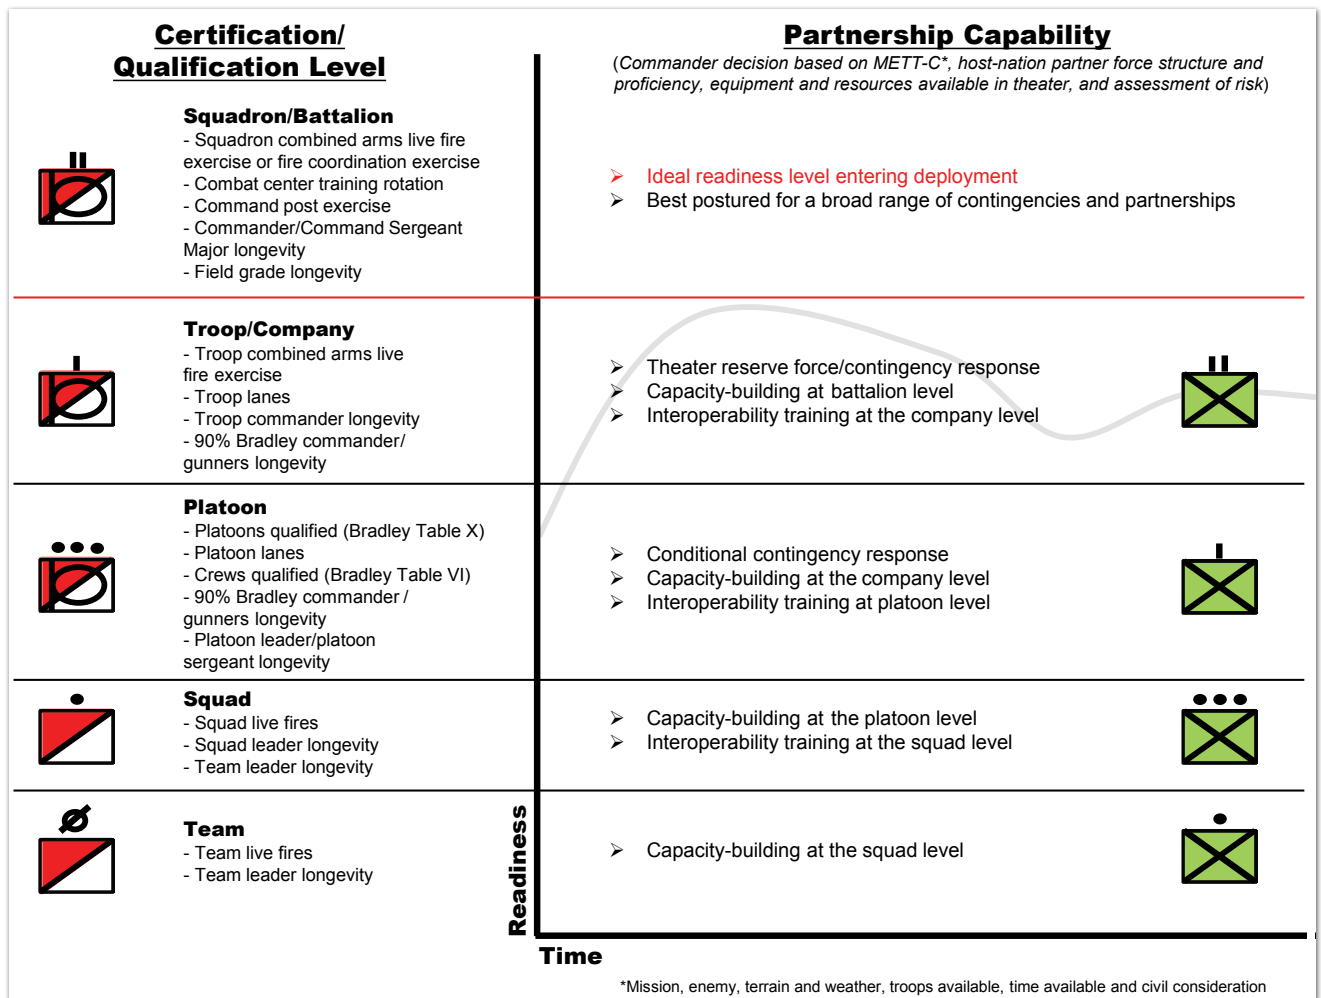 Certification/
Qualification Level
Partnership Capability
(Commander decision based on METT-C*, host-nation partner force structure and
proficiency, equipment and resources available in theater, and assessment of risk)
Squadron/Battalion
- Squadron combined arms live fire
exercise or fire coordination exercise
- Combat center training rotation
- Command post exercise
- Commander/Command Sergeant
Major longevity
- Field grade longevity
➢ Ideal readiness level entering deployment
➢ Best postured for a broad range of contingencies and partnerships
Troop/Company
- Troop combined arms live
fire exercise
- Troop lanes
- Troop commander longevity
- 90% Bradley commander/
gunners longevity
➢ Theater reserve force/contingency response
➢ Capacity-building at battalion level
➢ Interoperability training at the company level
Platoon
- Platoons qualified (Bradley Table X)
- Platoon lanes
- Crews qualified (Bradley Table VI)
- 90% Bradley commander /
gunners longevity
- Platoon leader/platoon
sergeant longevity
➢ Conditional contingency response
➢ Capacity-building at the company level
➢ Interoperability training at platoon level
Squad
- Squad live fires
- Squad leader longevity
- Team leader longevity
➢ Capacity-building at the platoon level
➢ Interoperability training at the squad level
Team
- Team live fires
- Team leader longevity
➢ Capacity-building at the squad level
Readiness
Time
*Mission, enemy, terrain and weather, troops available, time available and civil consideration